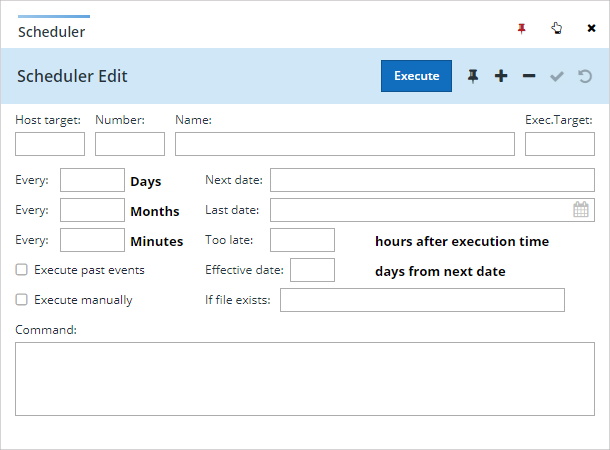 Scheduler
Scheduler Edit Execute
Host target: Number: Name: Exec.Target:
Every: Days Next date:
Every: Months Last date:
Every: Minutes Too late: hours after execution time
Execute past events Effective date: days from next date
Execute manually If file exists:
Command: